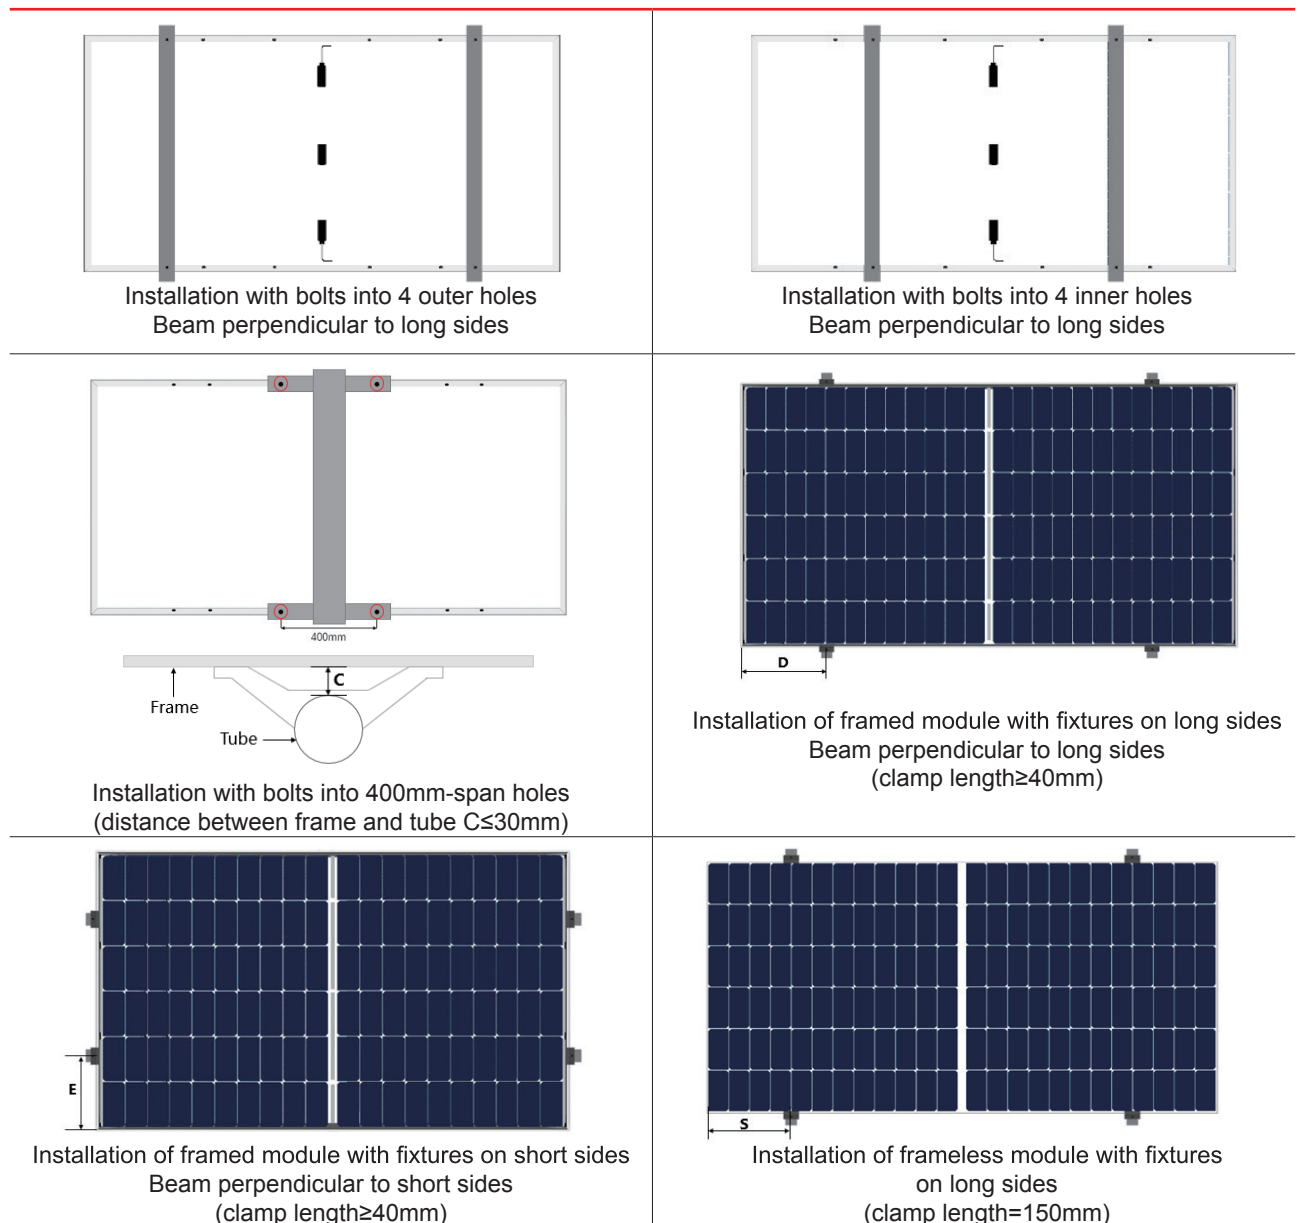 Installation with bolts into 4 outer holes
Beam perpendicular to long sides
Installation with bolts into 4 inner holes
Beam perpendicular to long sides
400mm
C
Frame
Tube
Installation with bolts into 400mm-span holes
(distance between frame and tube C≤30mm)
D
Installation of framed module with fixtures on long sides
Beam perpendicular to long sides
(clamp length≥40mm)
E
Installation of framed module with fixtures on short sides
Beam perpendicular to short sides
(clamp length≥40mm)
S
Installation of frameless module with fixtures
on long sides
(clamp length=150mm)